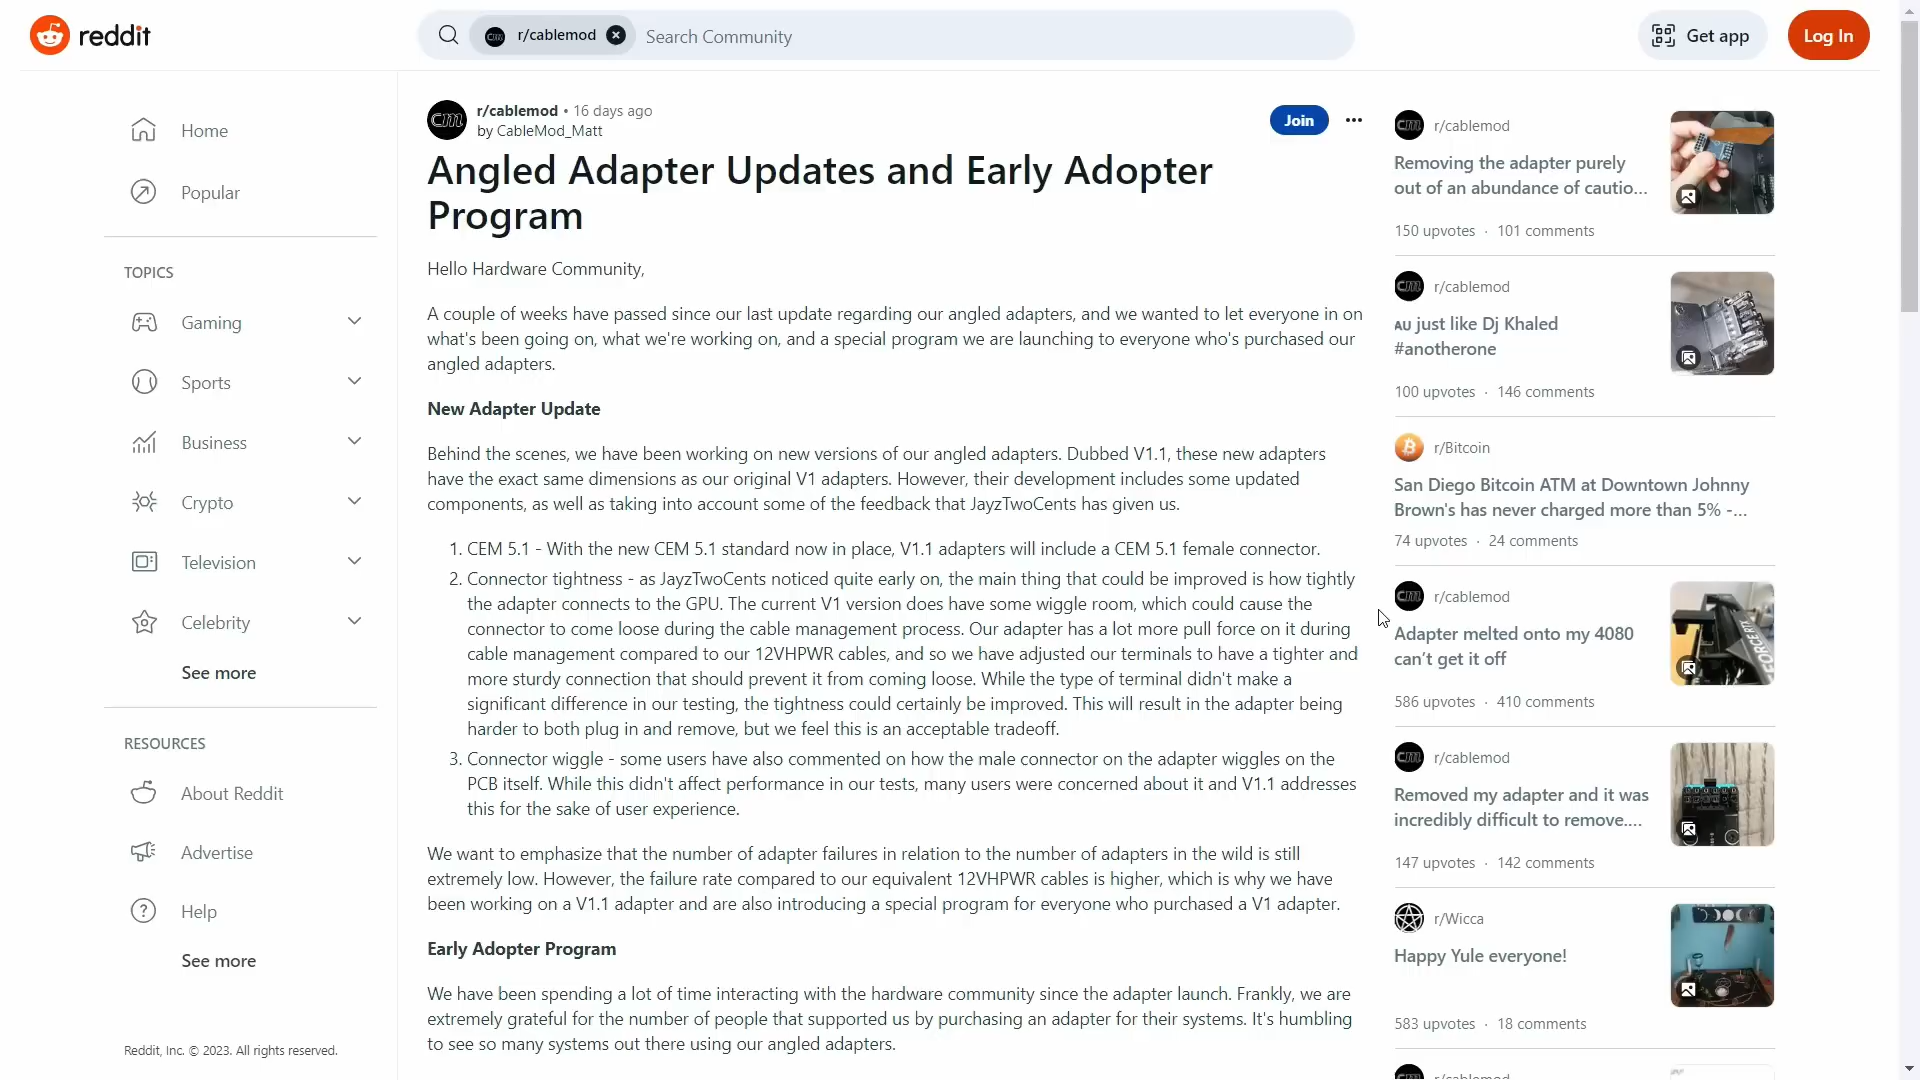 reddit
r/cablemod
Search Community
Get app
Log In
Home
Popular
TOPICS
Gaming
Sports
Business
Crypto
Television
Celebrity
See more
RESOURCES
About Reddit
Advertise
Help
See more
Reddit, Inc. © 2023. All rights reserved.
r/cablemod • 16 days ago
by CableMod_Matt
Join
Angled Adapter Updates and Early Adopter
Program
Hello Hardware Community,
A couple of weeks have passed since our last update regarding our angled adapters, and we wanted to let everyone in on
what's been going on, what we're working on, and a special program we are launching to everyone who's purchased our
angled adapters.
New Adapter Update
Behind the scenes, we have been working on new versions of our angled adapters. Dubbed V1.1, these new adapters
have the exact same dimensions as our original V1 adapters. However, their development includes some updated
components, as well as taking into account some of the feedback that JayzTwoCents has given us.
1. CEM 5.1 - With the new CEM 5.1 standard now in place, V1.1 adapters will include a CEM 5.1 female connector.
2. Connector tightness - as JayzTwoCents noticed quite early on, the main thing that could be improved is how tightly
the adapter connects to the GPU. The current V1 version does have some wiggle room, which could cause the
connector to come loose during the cable management process. Our adapter has a lot more pull force on it during
cable management compared to our 12VHPWR cables, and so we have adjusted our terminals to have a tighter and
more sturdy connection that should prevent it from coming loose. While the type of terminal didn't make a
significant difference in our testing, the tightness could certainly be improved. This will result in the adapter being
harder to both plug in and remove, but we feel this is an acceptable tradeoff.
3. Connector wiggle - some users have also commented on how the male connector on the adapter wiggles on the
PCB itself. While this didn't affect performance in our tests, many users were concerned about it and V1.1 addresses
this for the sake of user experience.
We want to emphasize that the number of adapter failures in relation to the number of adapters in the wild is still
extremely low. However, the failure rate compared to our equivalent 12VHPWR cables is higher, which is why we have
been working on a V1.1 adapter and are also introducing a special program for everyone who purchased a V1 adapter.
Early Adopter Program
We have been spending a lot of time interacting with the hardware community since the adapter launch. Frankly, we are
extremely grateful for the number of people that supported us by purchasing an adapter for their systems. It's humbling
to see so many systems out there using our angled adapters.
r/cablemod
Removing the adapter purely
out of an abundance of cautio...
150 upvotes · 101 comments
r/cablemod
AU just like Dj Khaled
#anotherone
100 upvotes · 146 comments
r/Bitcoin
San Diego Bitcoin ATM at Downtown Johnny
Brown's has never charged more than 5% -...
74 upvotes · 24 comments
r/cablemod
Adapter melted onto my 4080
can’t get it off
586 upvotes · 410 comments
r/cablemod
Removed my adapter and it was
incredibly difficult to remove....
147 upvotes · 142 comments
r/Wicca
Happy Yule everyone!
583 upvotes · 18 comments